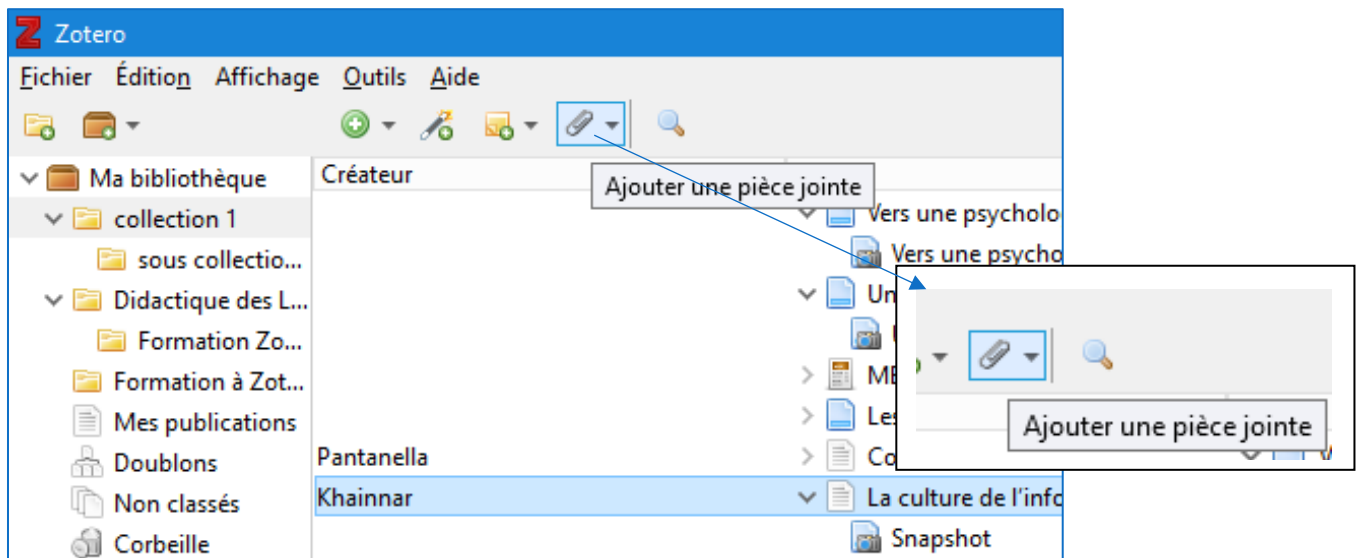 Zotero
Fichier Édition Affichage Outils Aide
Ajouter une pièce jointe
Ma bibliothèque
collection 1
sous collectio...
Didactique des L...
Formation Zo...
Formation à Zot...
Mes publications
Doublons
Non classés
Corbeille
Créateur
Vers une psycholo
Vers une psycho
Un
ME
Les
Pantanella
Co
Khainnar
La culture de l'info
Snapshot
Ajouter une pièce jointe